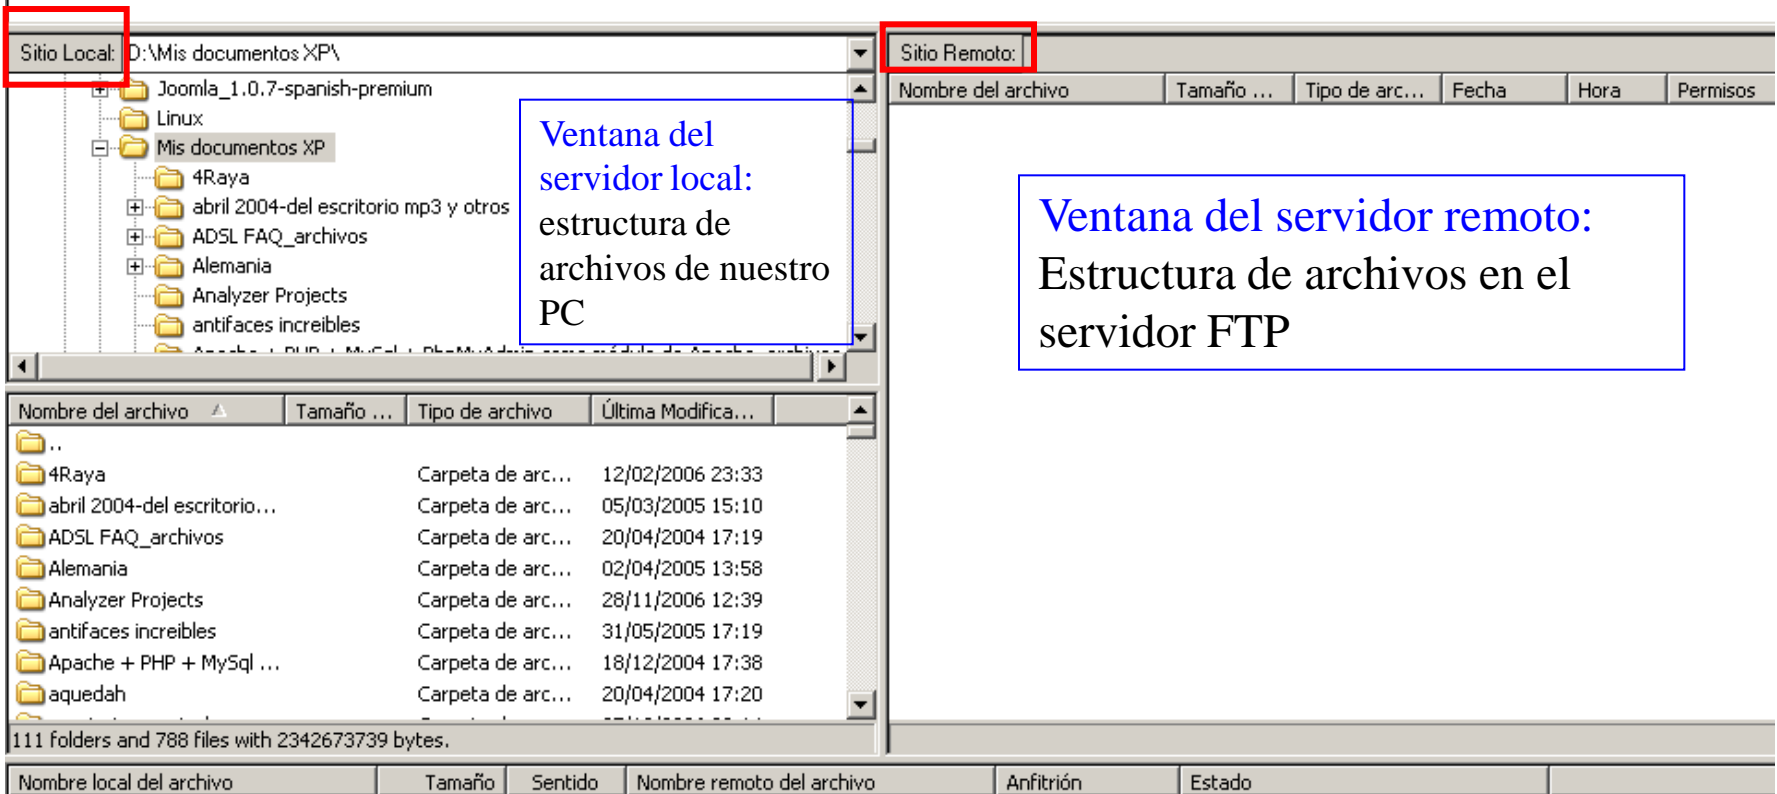 Sitio Local: D:\Mis documentos XP\
Joomla_1.0.7-spanish-premium
Linux
Mis documentos XP
4Raya
abril 2004-del escritorio mp3 y otros
ADSL FAQ_archivos
Alemania
Analyzer Projects
antifaces increibles
Ventana del
servidor local:
estructura de
archivos de nuestro
PC
Nombre del archivo Tamaño ... Tipo de archivo Última Modifica...
..
4Raya Carpeta de arc... 12/02/2006 23:33
abril 2004-del escritorio... Carpeta de arc... 05/03/2005 15:10
ADSL FAQ_archivos Carpeta de arc... 20/04/2004 17:19
Alemania Carpeta de arc... 02/04/2005 13:58
Analyzer Projects Carpeta de arc... 28/11/2006 12:39
antifaces increibles Carpeta de arc... 31/05/2005 17:19
Apache + PHP + MySql ... Carpeta de arc... 18/12/2004 17:38
aquedah Carpeta de arc... 20/04/2004 17:20
111 folders and 788 files with 2342673739 bytes.
Sitio Remoto:
Nombre del archivo Tamaño ... Tipo de arc... Fecha Hora Permisos
Ventana del servidor remoto:
Estructura de archivos en el
servidor FTP
Nombre local del archivo Tamaño Sentido Nombre remoto del archivo Anfitrión Estado